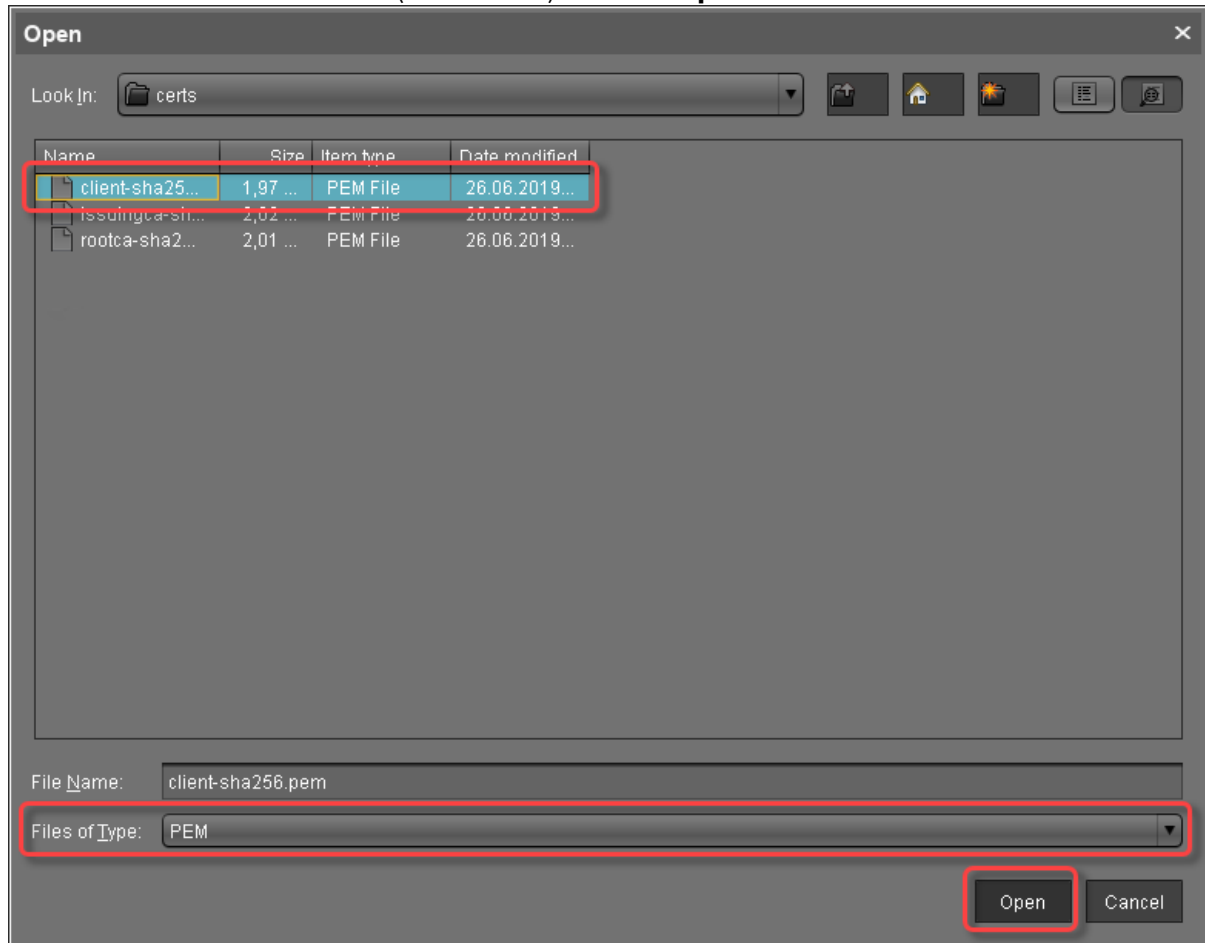 Open
Look In: certs
Name Size Item type Date modified
client-sha25... 1,97 ... PEM File 26.06.2019...
issuingca-sh... 2,02 ... PEM File 26.06.2019...
rootca-sha2... 2,01 ... PEM File 26.06.2019...
File Name: client-sha256.pem
Files of Type: PEM
Open Cancel